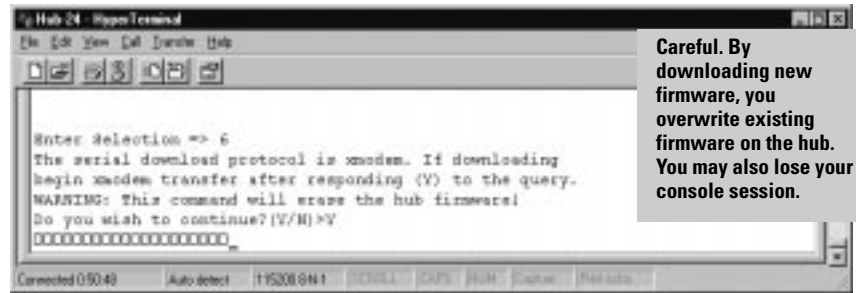 Hub 24 - HyperTerminal
File Edit View Call Transfer Help
Enter Selection => 6
The serial download protocol is xmodem. If downloading
begin xmodem transfer after responding (Y) to the query.
WARNING: This command will erase the hub firmware!
Do you wish to continue?(Y/N)>Y
Connected 0:50:48 Auto detect 115200 8-N-1 SCROLL CAPS NUM Capture Print echo
Careful. By
downloading new
firmware, you
overwrite existing
firmware on the hub.
You may also lose your
console session.